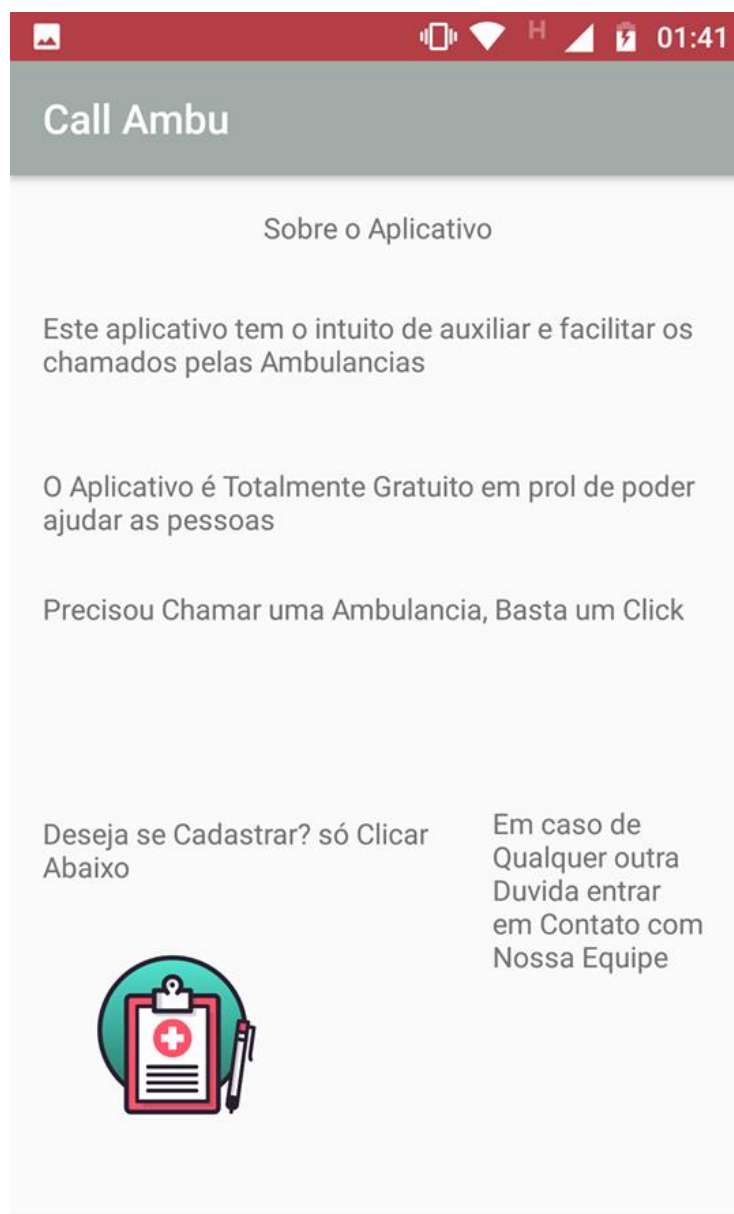 H 01:41
Call Ambu
Sobre o Aplicativo
Este aplicativo tem o intuito de auxiliar e facilitar os
chamados pelas Ambulancias
O Aplicativo é Totalmente Gratuito em prol de poder
ajudar as pessoas
Precisou Chamar uma Ambulancia, Basta um Click
Deseja se Cadastrar? só Clicar
Abaixo
Em caso de
Qualquer outra
Duvida entrar
em Contato com
Nossa Equipe